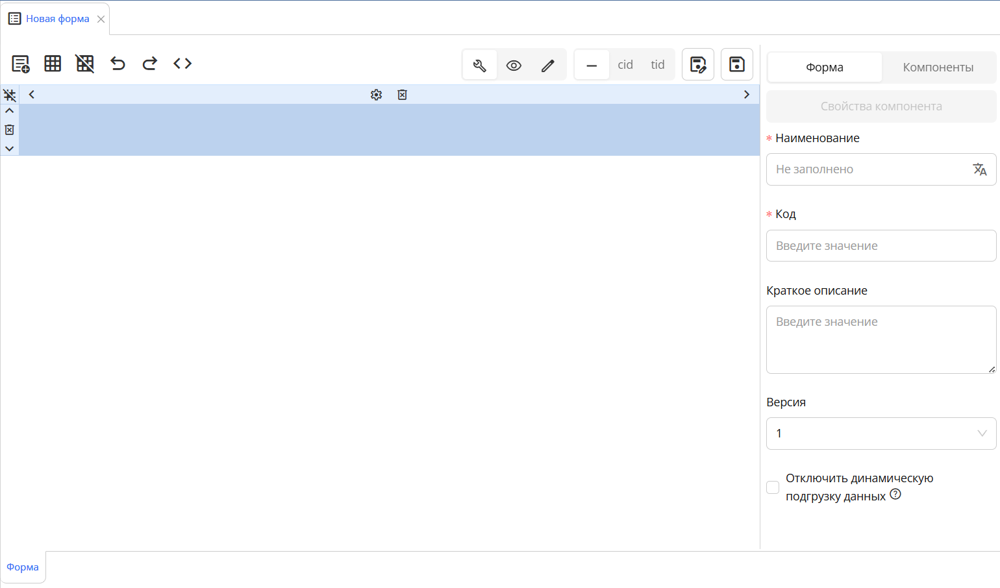 Новая форма
cid
tid
Форма
Компоненты
Свойства компонента
* Наименование
Не заполнено
* Код
Введите значение
Краткое описание
Введите значение
Версия
1
Отключить динамическую
подгрузку данных
Форма